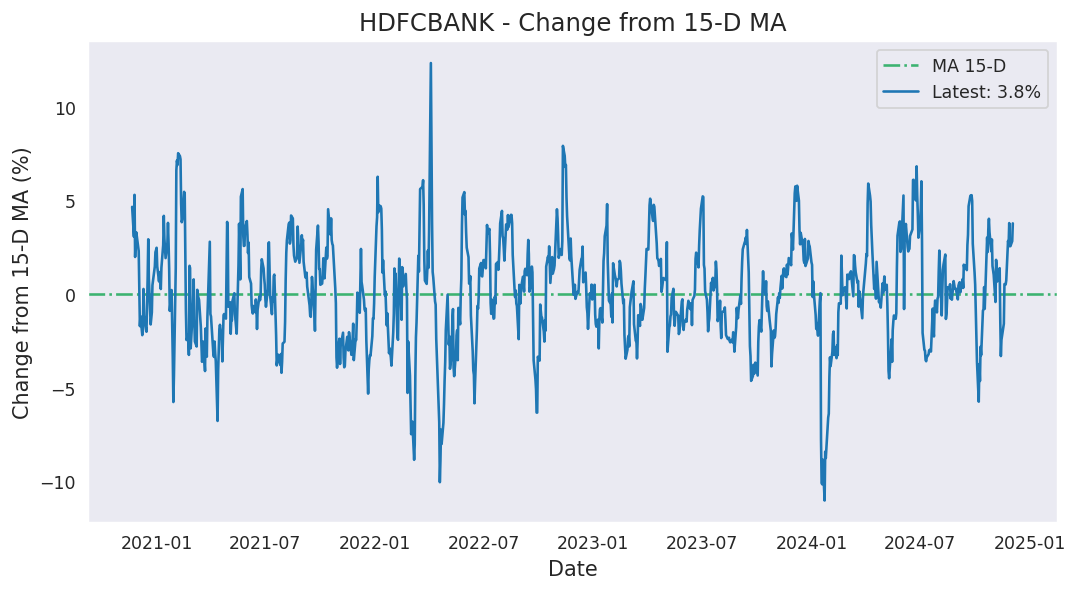 HDFCBANK - Change from 15-D MA
MA 15-D
Latest: 3.8%
Change from 15-D MA (%)
10
5
0
−5
−10
2021-01
2021-07
2022-01
2022-07
2023-01
2023-07
2024-01
2024-07
2025-01
Date